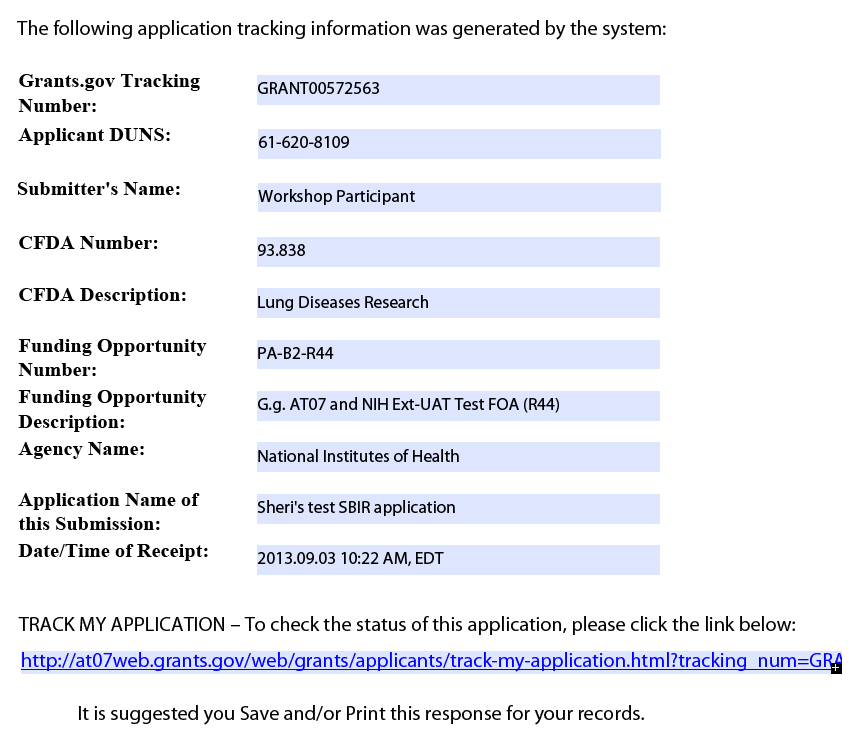 The following application tracking information was generated by the system:
Grants.gov Tracking
Number:
GRANT00572563
Applicant DUNS:
61-620-8109
Submitter's Name:
Workshop Participant
CFDA Number:
93.838
CFDA Description:
Lung Diseases Research
Funding Opportunity
Number:
PA-B2-R44
Funding Opportunity
Description:
G.g. AT07 and NIH Ext-UAT Test FOA (R44)
Agency Name:
National Institutes of Health
Application Name of
this Submission:
Sheri's test SBIR application
Date/Time of Receipt:
2013.09.03 10:22 AM, EDT
TRACK MY APPLICATION – To check the status of this application, please click the link below:
http://at07web.grants.gov/web/grants/applicants/track-my-application.html?tracking_num=GRA
It is suggested you Save and/or Print this response for your records.